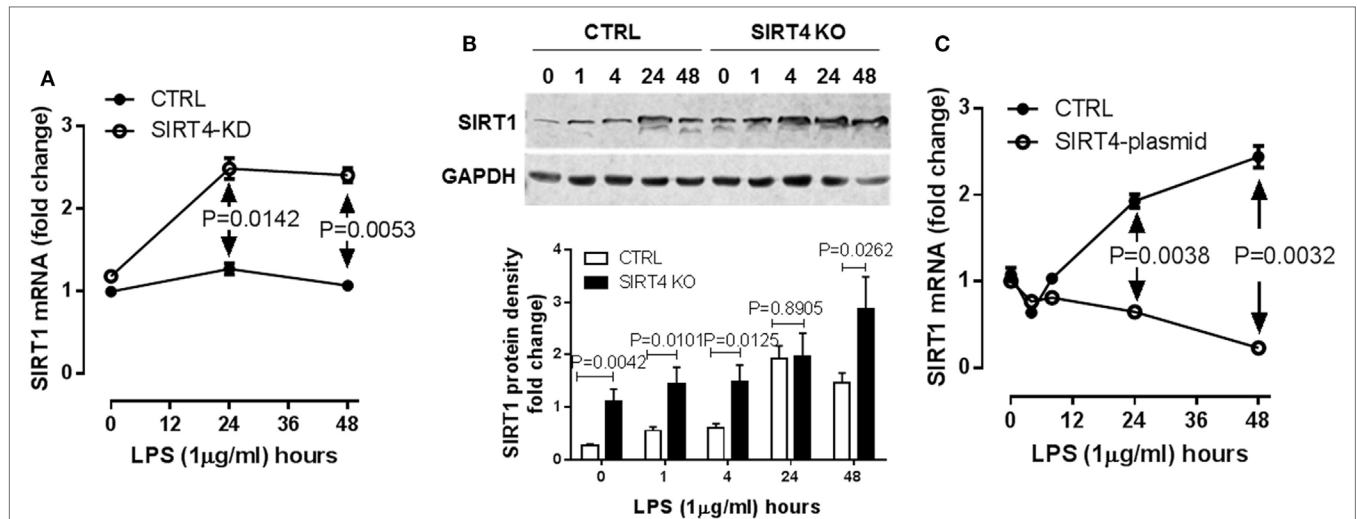 A
CTRL
SIRT4-KD
SIRT1 mRNA (fold change)
3
2
1
0
P=0.0142
P=0.0053
0 12 24 36 48
LPS (1μg/ml) hours
B
CTRL SIRT4 KO
0 1 4 24 48 0 1 4 24 48
SIRT1
GAPDH
SIRT1 protein density
fold change)
4
3
2
1
0
CTRL
SIRT4 KO
P=0.0042
P=0.0101
P=0.0125
P=0.8905
P=0.0262
0 1 4 24 48
LPS (1μg/ml) hours
C
CTRL
SIRT4-plasmid
SIRT1 mRNA (fold change)
3
2
1
0
P=0.0038
P=0.0032
0 12 24 36 48
LPS (1μg/ml) hours